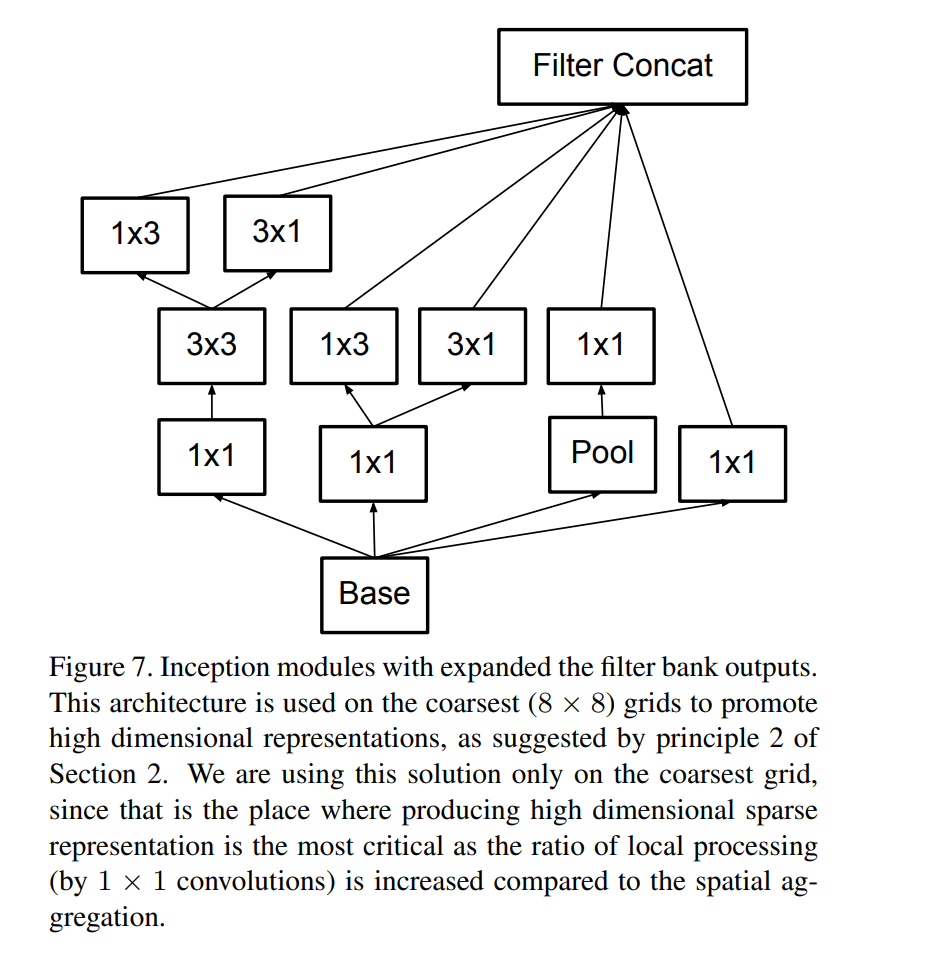 Filter Concat
1x3
3x1
3x3
1x3
3x1
1x1
1x1
1x1
Pool
1x1
Base
Figure 7. Inception modules with expanded the filter bank outputs.
This architecture is used on the coarsest (8 × 8) grids to promote
high dimensional representations, as suggested by principle 2 of
Section 2. We are using this solution only on the coarsest grid,
since that is the place where producing high dimensional sparse
representation is the most critical as the ratio of local processing
(by 1 × 1 convolutions) is increased compared to the spatial ag-
gregation.